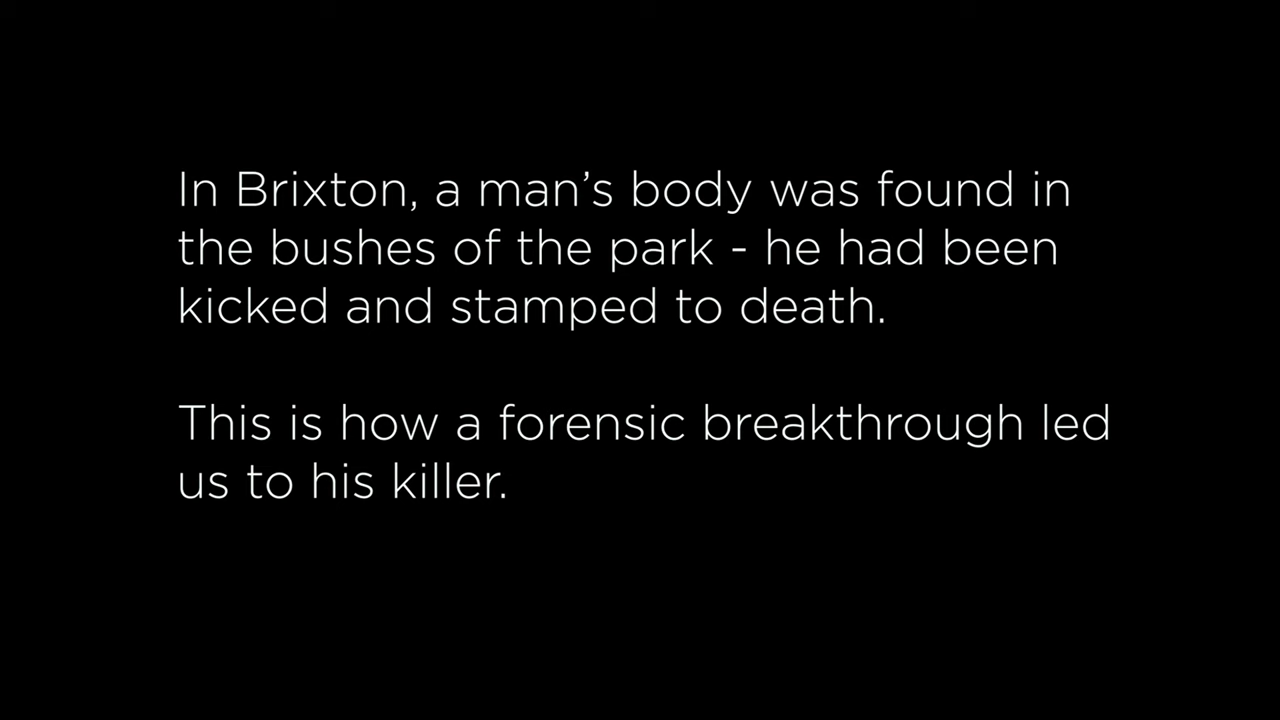 In Brixton, a man’s body was found in
the bushes of the park - he had been
kicked and stamped to death.
This is how a forensic breakthrough led
us to his killer.